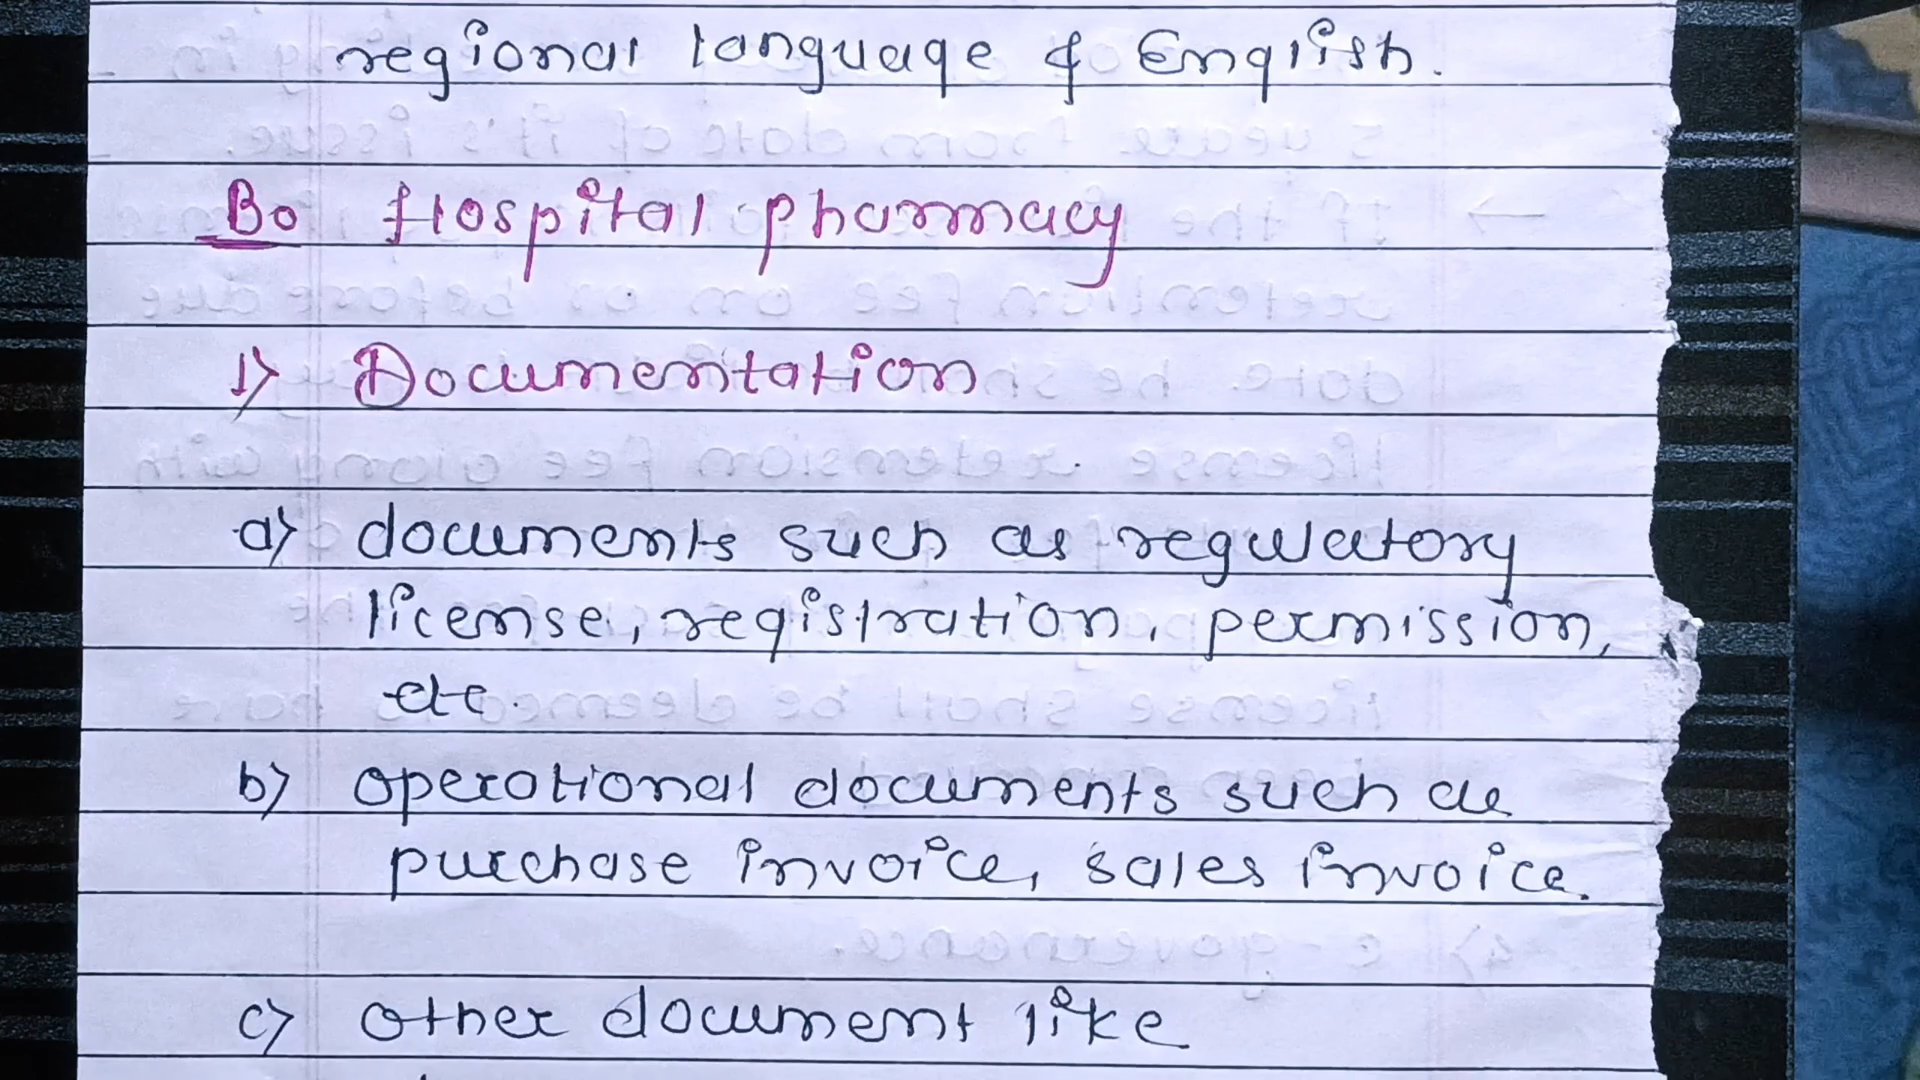 regional language & English.
B. Hospital pharmacy
1) Documentation
a) documents such as regulatory
license, registration, permission,
etc.
b) operational documents such as
purchase invoice, sales invoice.
c) other document like